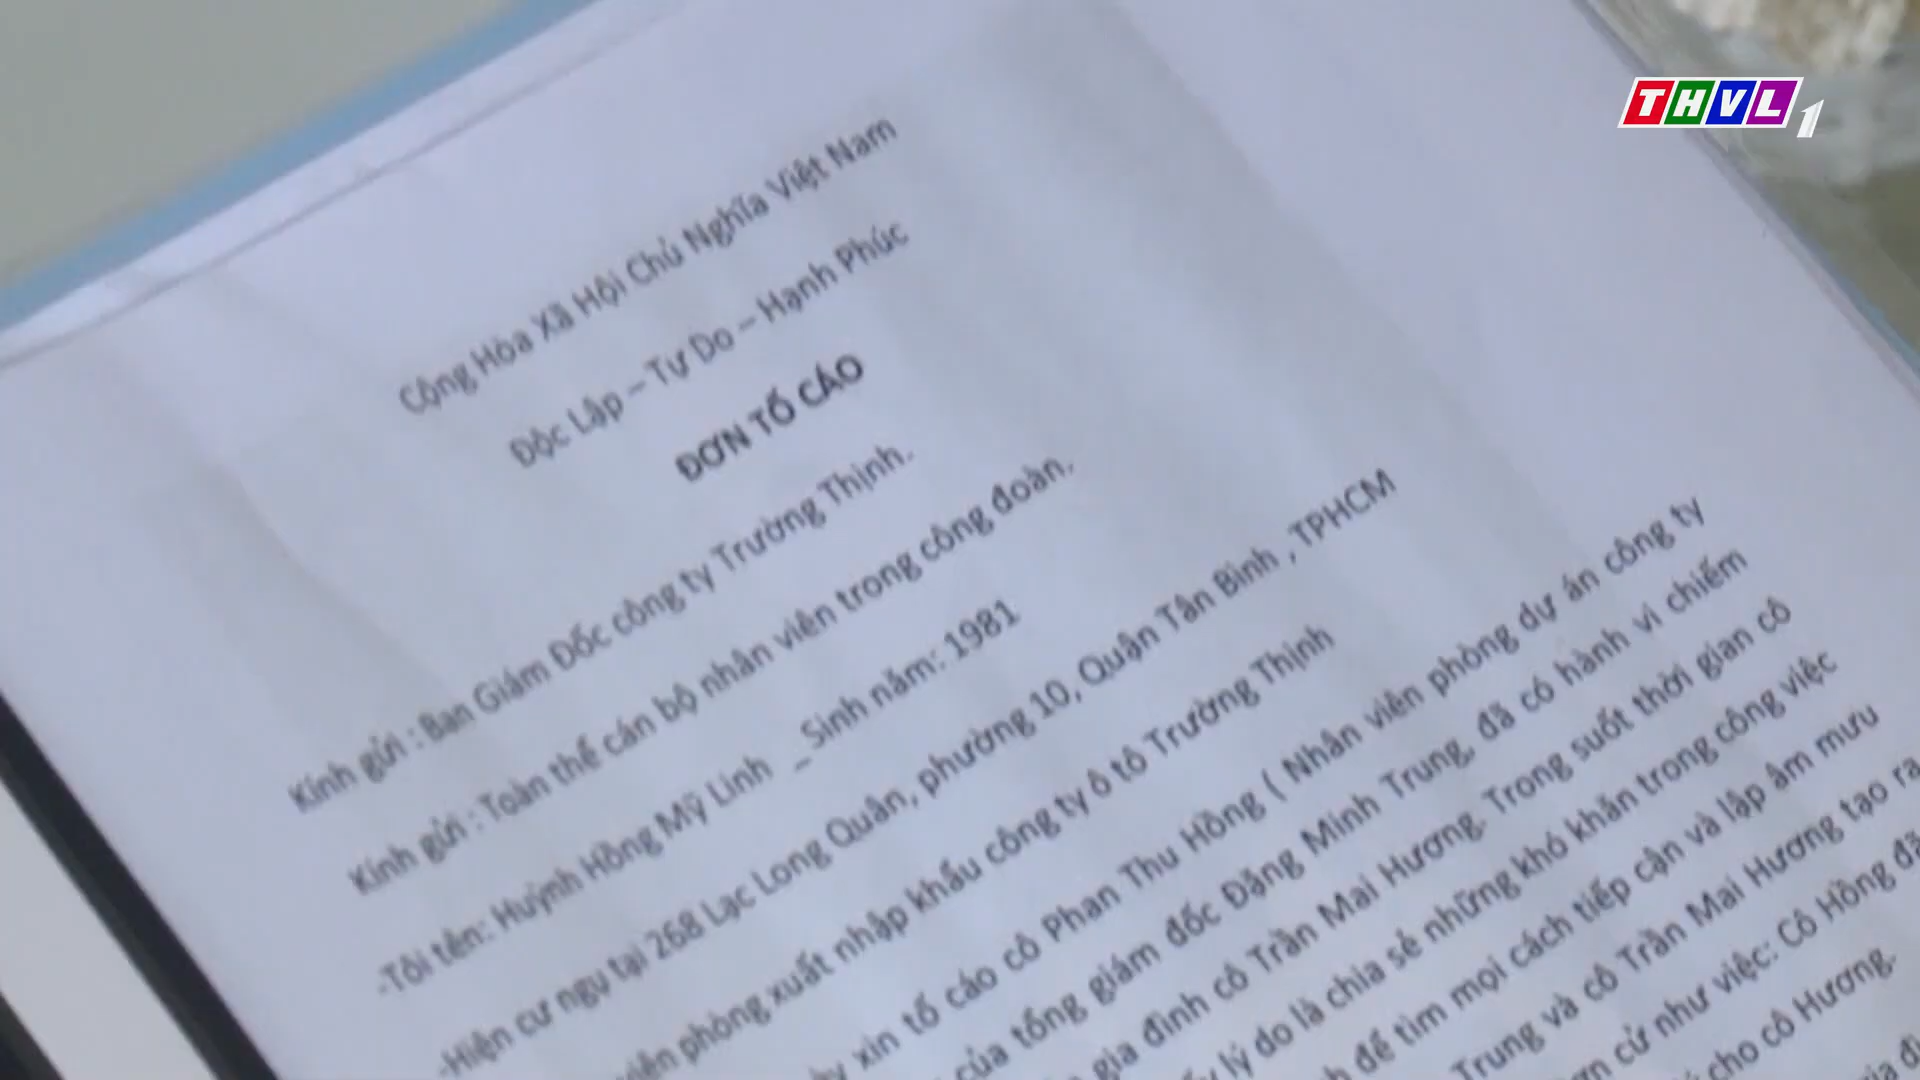 THVL1
Cộng Hòa Xã Hội Chủ Nghĩa Việt Nam
Độc Lập – Tự Do – Hạnh Phúc
ĐƠN TỐ CÁO
Kính gửi : Ban Giám Đốc công ty Trường Thịnh.
Kính gửi : Toàn thể cán bộ nhân viên trong công đoàn.
-Tôi tên: Huỳnh Hồng Mỹ Linh _ Sinh năm: 1981
-Hiện cư ngụ tại 268 Lạc Long Quân, phường 10, Quận Tân Bình , TPHCM
viên phòng xuất nhập khẩu công ty ô tô Trường Thịnh
xin tố cáo cô Phan Thu Hồng ( Nhân viên phòng dự án công ty
của tổng giám đốc Đặng Minh Trung, đã có hành vi chiếm
gia đình cô Trần Mai Hương. Trong suốt thời gian cô
lý do là chia sẻ những khó khăn trong công việc
để tìm mọi cách tiếp cận và lập âm mưu
Trung và cô Trần Mai Hương tạo ra
cử như việc: Cô Hồng đã
cho cô Hương.
gia